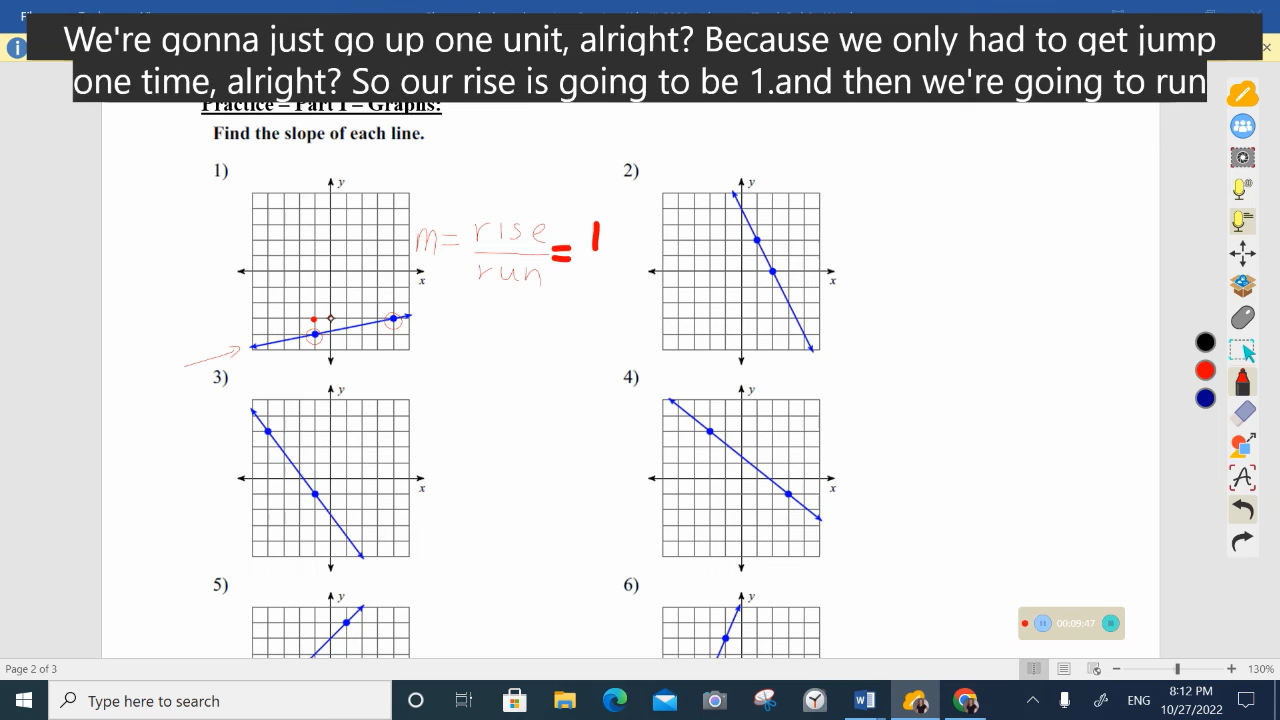 We're gonna just go up one unit, alright? Because we only had to get jump
one time, alright? So our rise is going to be 1.and then we're going to run
Practice – Part I – Graphs:
Find the slope of each line.
1)
y
x
m = rise
run
= 1
2)
y
x
3)
y
x
4)
y
x
5)
y
6)
y
00:09:47
Page 2 of 3
130%
Type here to search
ENG
8:12 PM
10/27/2022